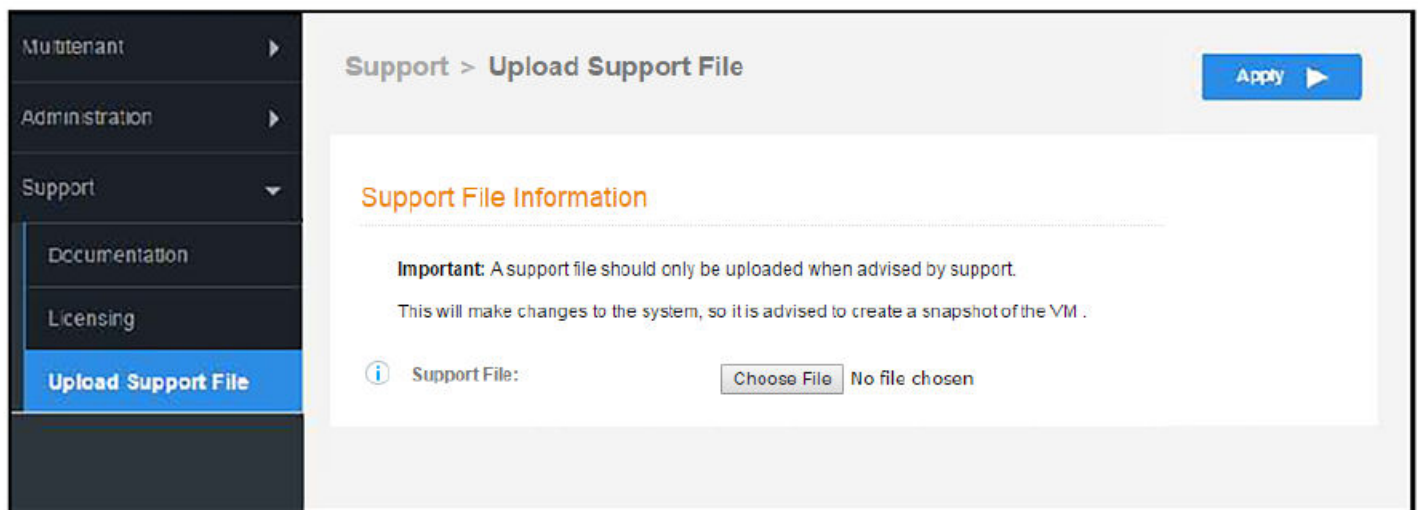 Multitenant
Administration
Support
Documentation
Licensing
Upload Support File
Support > Upload Support File
Apply
Support File Information
Important: A support file should only be uploaded when advised by support.
This will make changes to the system, so it is advised to create a snapshot of the VM .
Support File:
Choose File No file chosen